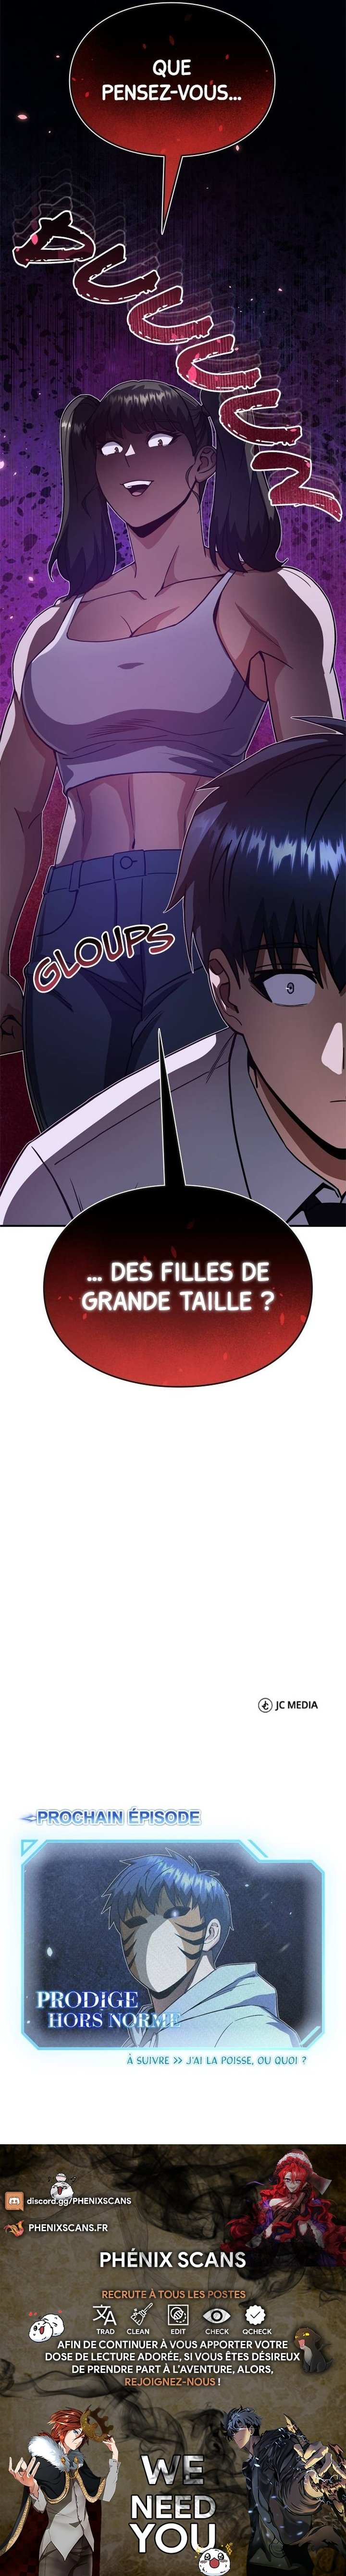 QUE
PENSEZ-VOUS...
DUUUUUN
GLOUPS
... DES FILLES DE
GRANDE TAILLE ?
JC MEDIA
PROCHAIN ÉPISODE
PRODIGE
HORS NORME
À SUIVRE >> J'AI LA POISSE, OU QUOI ?
discord.gg/PHENIXSCANS
PHENIXSCANS.FR
PHÉNIX SCANS
RECRUTE À TOUS LES POSTES
TRAD CLEAN EDIT CHECK QCHECK
AFIN DE CONTINUER À VOUS APPORTER VOTRE
DOSE DE LECTURE ADORÉE, SI VOUS ÊTES DÉSIREUX
DE PRENDRE PART À L'AVENTURE, ALORS,
REJOIGNEZ-NOUS !
WE
NEED
YOU